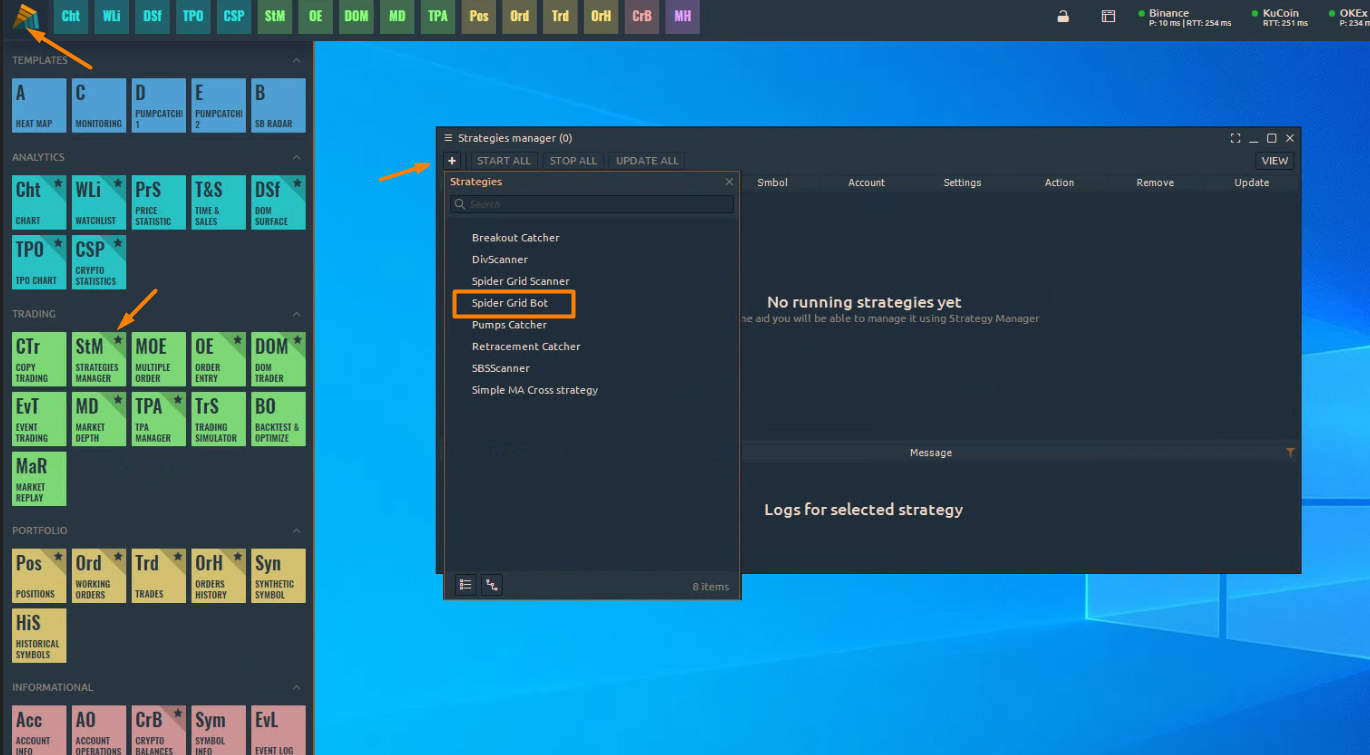 Cht WLi DSf TPO CSP StM OE DOM MD TPA Pos Ord Trd OrH CrB MH
Binance
P: 10 ms | RTT: 254 ms
KuCoin
RTT: 251 ms
OKEx
P: 234 m
TEMPLATES
A
HEAT MAP
C
MONITORING
D
PUMPCATCHI
1
E
PUMPCATCHI
2
B
SB RADAR
ANALYTICS
Cht
CHART
WLi
WATCHLIST
PrS
PRICE
STATISTIC
T&S
TIME &
SALES
DSf
DOM
SURFACE
TPO
TPO CHART
CSP
CRYPTO
STATISTICS
TRADING
CTr
COPY
TRADING
StM
STRATEGIES
MANAGER
MOE
MULTIPLE
ORDER
OE
ORDER
ENTRY
DOM
DOM
TRADER
EvT
EVENT
TRADING
MD
MARKET
DEPTH
TPA
TPA
MANAGER
TrS
TRADING
SIMULATOR
BO
BACKTEST &
OPTIMIZE
MaR
MARKET
REPLAY
PORTFOLIO
Pos
POSITIONS
Ord
WORKING
ORDERS
Trd
TRADES
OrH
ORDERS
HISTORY
Syn
SYNTHETIC
SYMBOL
HiS
HISTORICAL
SYMBOLS
INFORMATIONAL
Acc
ACCOUNT
INFO
AO
ACCOUNT
OPERATIONS
CrB
CRYPTO
BALANCES
Sym
SYMBOL
INFO
EvL
EVENT LOG
Strategies manager (0)
+ START ALL STOP ALL UPDATE ALL VIEW
Strategies
Search
Breakout Catcher
DivScanner
Spider Grid Scanner
Spider Grid Bot
Pumps Catcher
Retracement Catcher
SBSScanner
Simple MA Cross strategy
8 items
Smbol Account Settings Action Remove Update
No running strategies yet
ne aid you will be able to manage it using Strategy Manager
Message
Logs for selected strategy